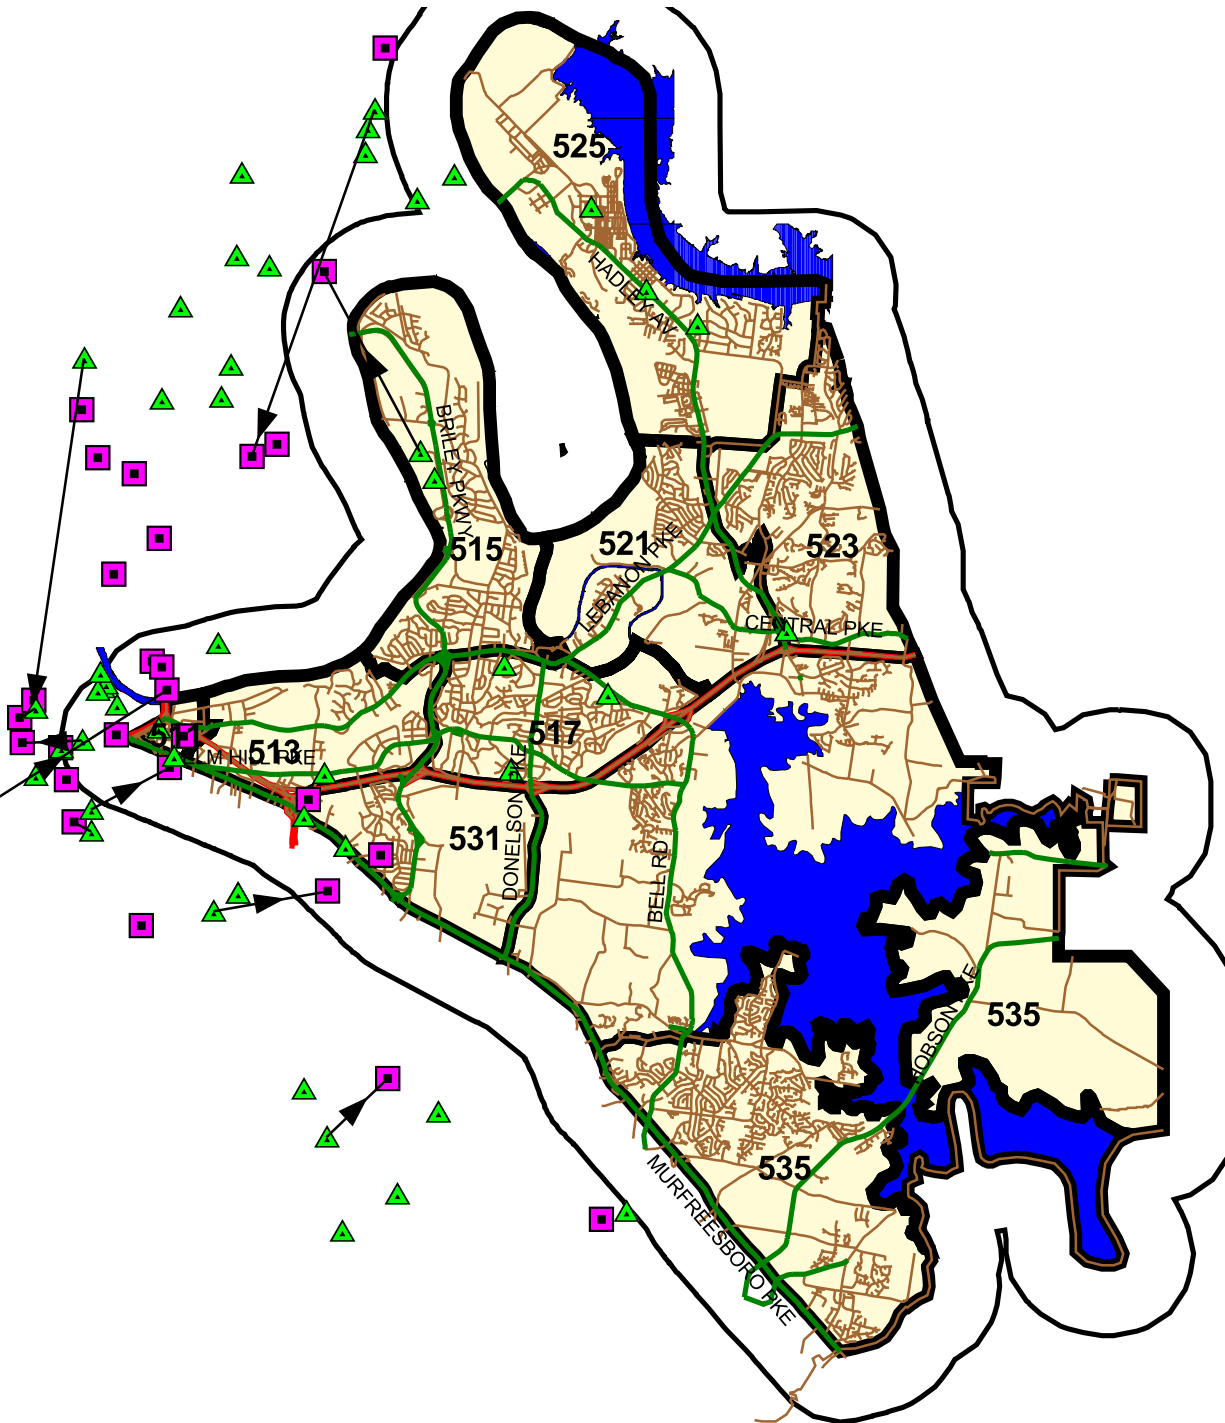 525
HADLEY AV
BRILEY PKWY
515
521
LEBANON PKE
523
CENTRAL PKE
513
ELM HILL PKE
517
DONELSON PKE
531
BELL RD
HOBSON PKE
535
535
MURFREESBORO PKE